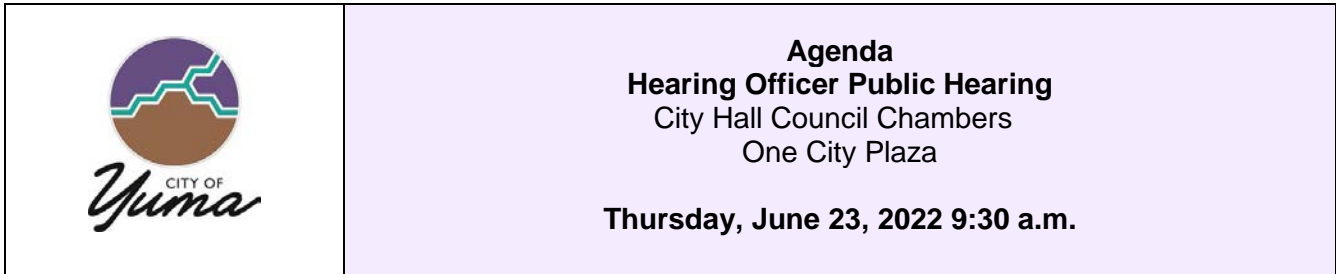 CITY OF
Yuma
Agenda
Hearing Officer Public Hearing
City Hall Council Chambers
One City Plaza
Thursday, June 23, 2022 9:30 a.m.